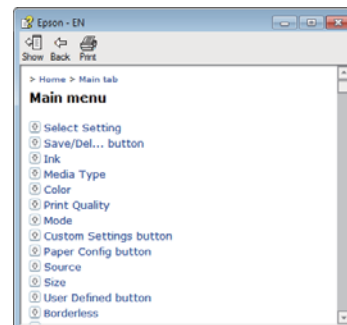 Epson - EN
Show Back Print
> Home > Main tab
Main menu
Select Setting
Save/Del... button
Ink
Media Type
Color
Print Quality
Mode
Custom Settings button
Paper Config button
Source
Size
User Defined button
Borderless